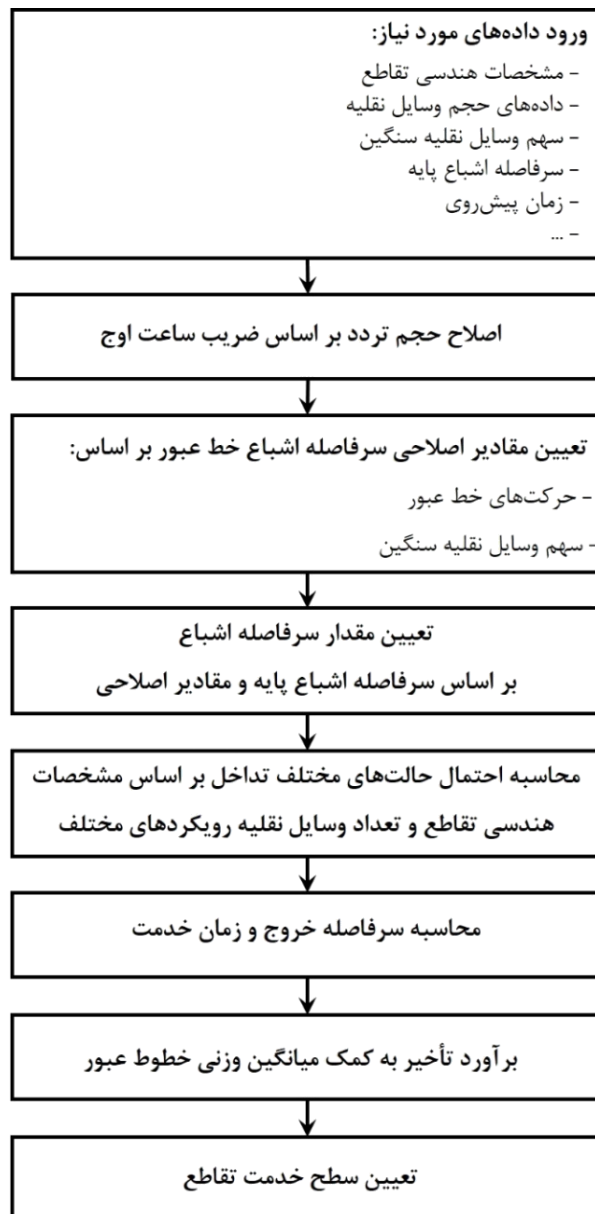 ورود داده‌های مورد نیاز:
- مشخصات هندسی تقاطع
- داده‌های حجم وسایل نقلیه
- سهم وسایل نقلیه سنگین
- سرفاصله اشباع پایه
- زمان پیش‌روی
- ...
اصلاح حجم تردد بر اساس ضریب ساعت اوج
تعیین مقادیر اصلاحی سرفاصله اشباع خط عبور بر اساس:
- حرکت‌های خط عبور
- سهم وسایل نقلیه سنگین
تعیین مقدار سرفاصله اشباع
بر اساس سرفاصله اشباع پایه و مقادیر اصلاحی
محاسبه احتمال حالت‌های مختلف تداخل بر اساس مشخصات
هندسی تقاطع و تعداد وسایل نقلیه رویکردهای مختلف
محاسبه سرفاصله خروج و زمان خدمت
برآورد تأخیر به کمک میانگین وزنی خطوط عبور
تعیین سطح خدمت تقاطع